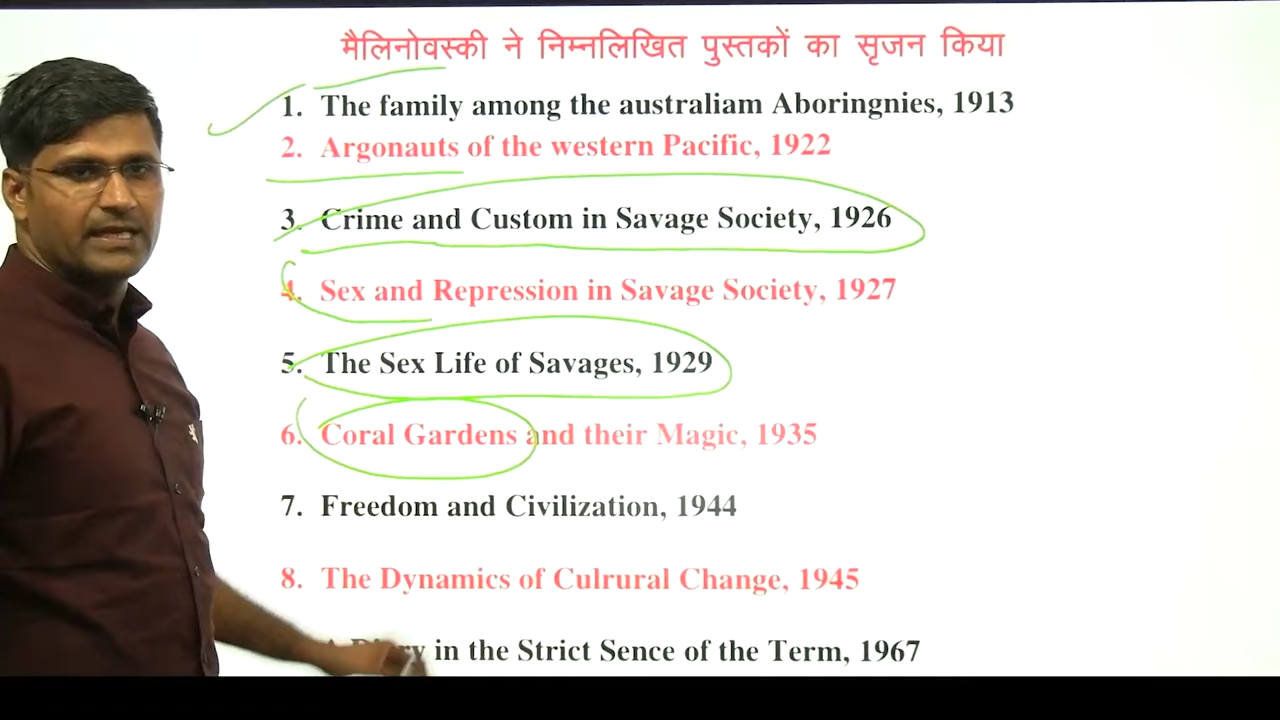 मैलिनोवस्की ने निम्नलिखित पुस्तकों का सृजन किया
1. The family among the australiam Aboringnies, 1913
2. Argonauts of the western Pacific, 1922
3. Crime and Custom in Savage Society, 1926
4. Sex and Repression in Savage Society, 1927
5. The Sex Life of Savages, 1929
6. Coral Gardens and their Magic, 1935
7. Freedom and Civilization, 1944
8. The Dynamics of Culrural Change, 1945
in the Strict Sence of the Term, 1967